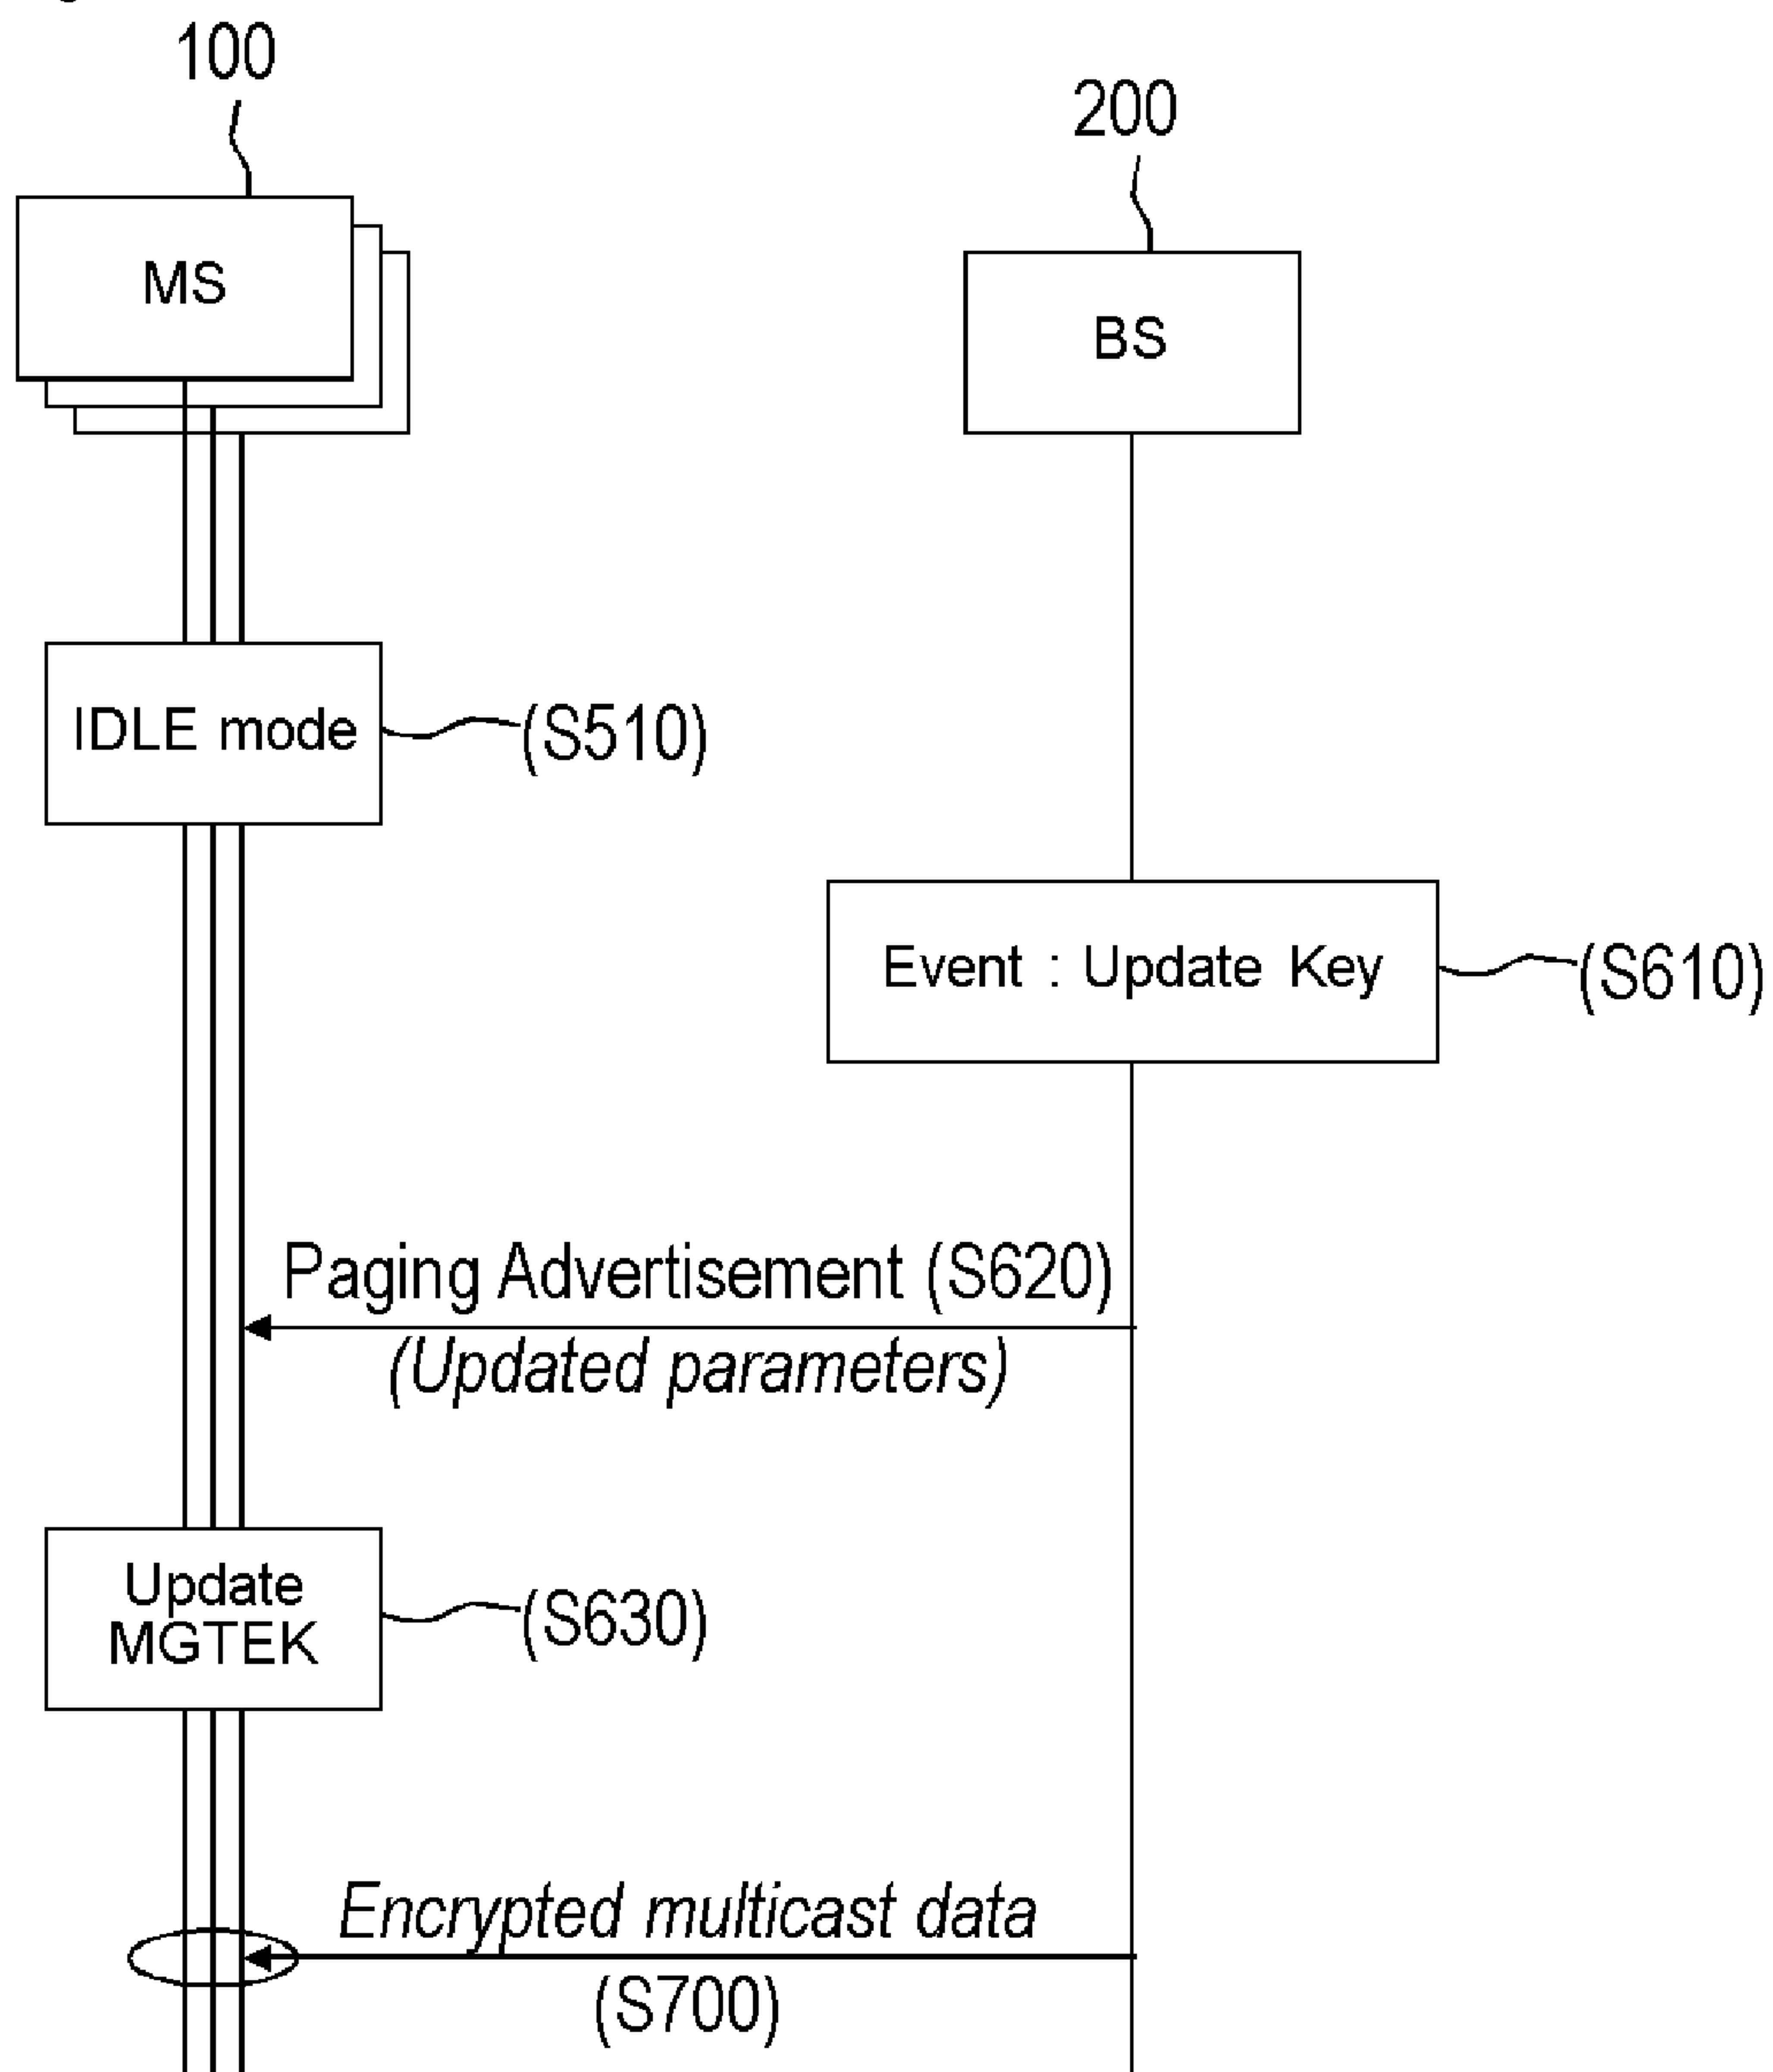 100
200
MS
BS
IDLE mode
(S510)
Event : Update Key
(S610)
Paging Advertisement (S620)
(Updated parameters)
Update
MGTEK
(S630)
Encrypted multicast data
(S700)